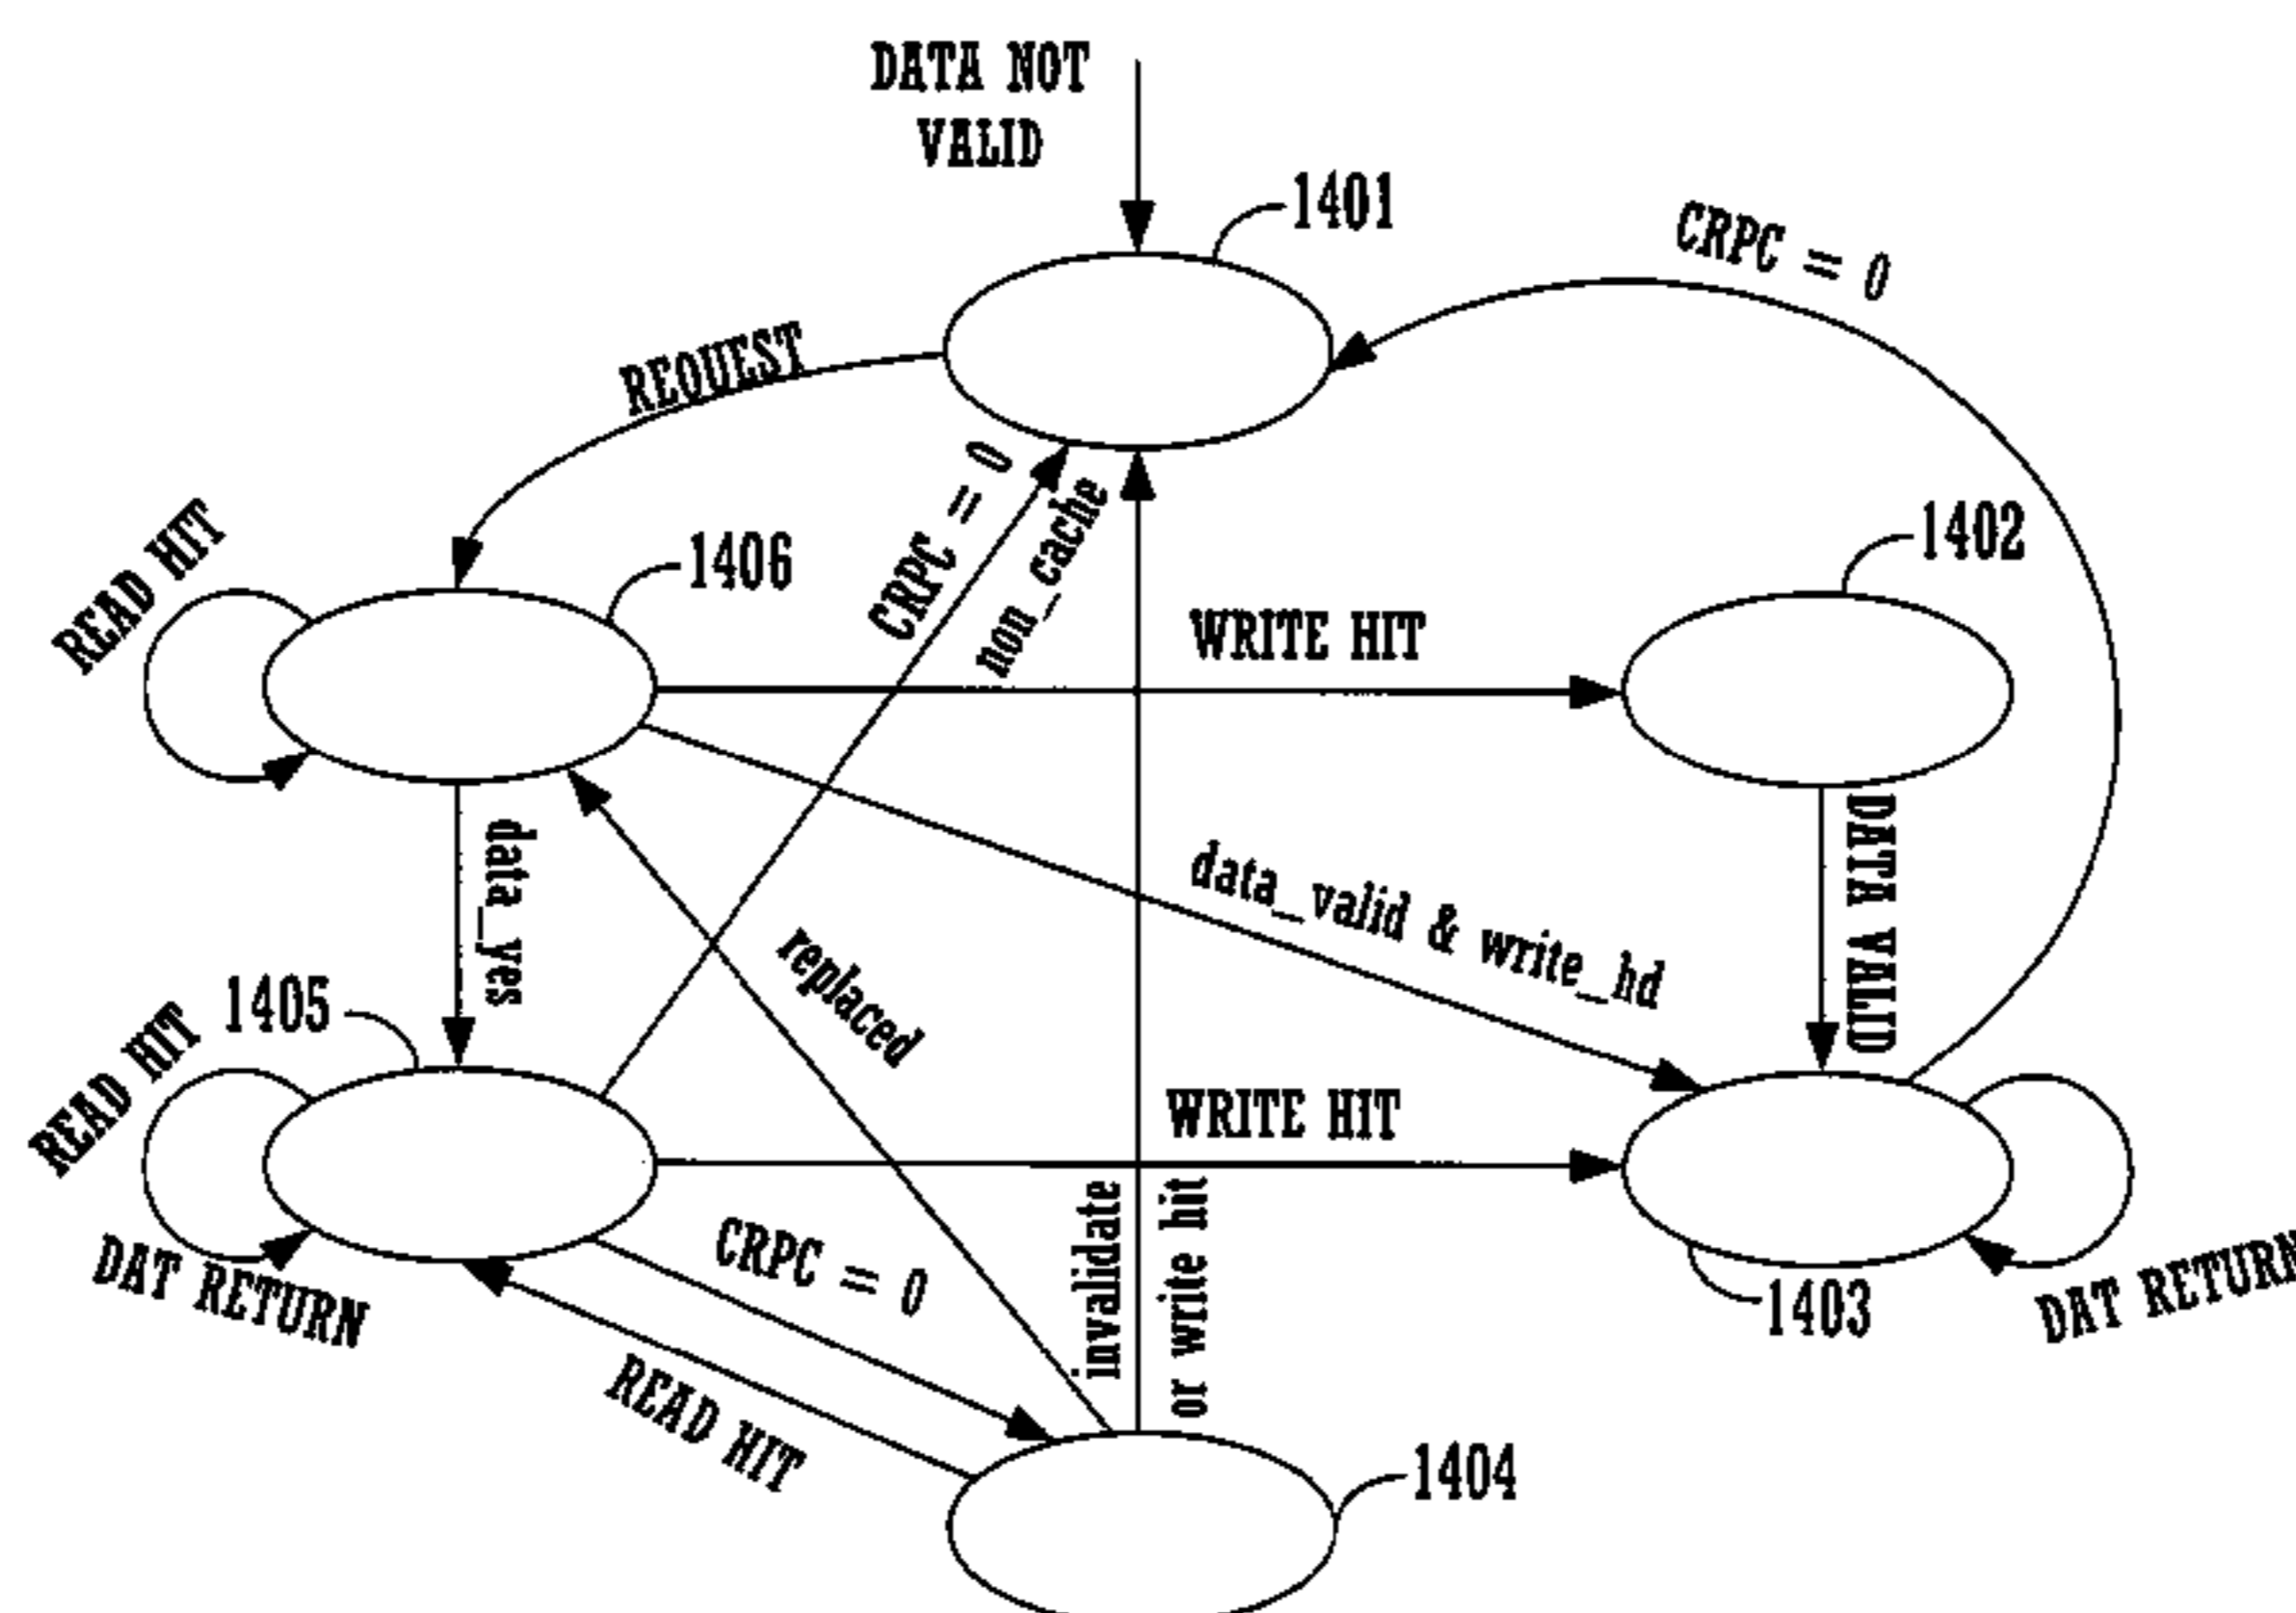 DATA NOT
VALID
1401
CRPC = 0
REQUEST
READ HIT
1406
CRPC = 0
non_cache
1402
WRITE HIT
data_yes
replaced
data_valid & write_hd
DATA VALID
1405
READ HIT
DAT RETURN
WRITE HIT
CRPC = 0
READ HIT
invalidate
or write hit
1403
DAT RETURN
1404